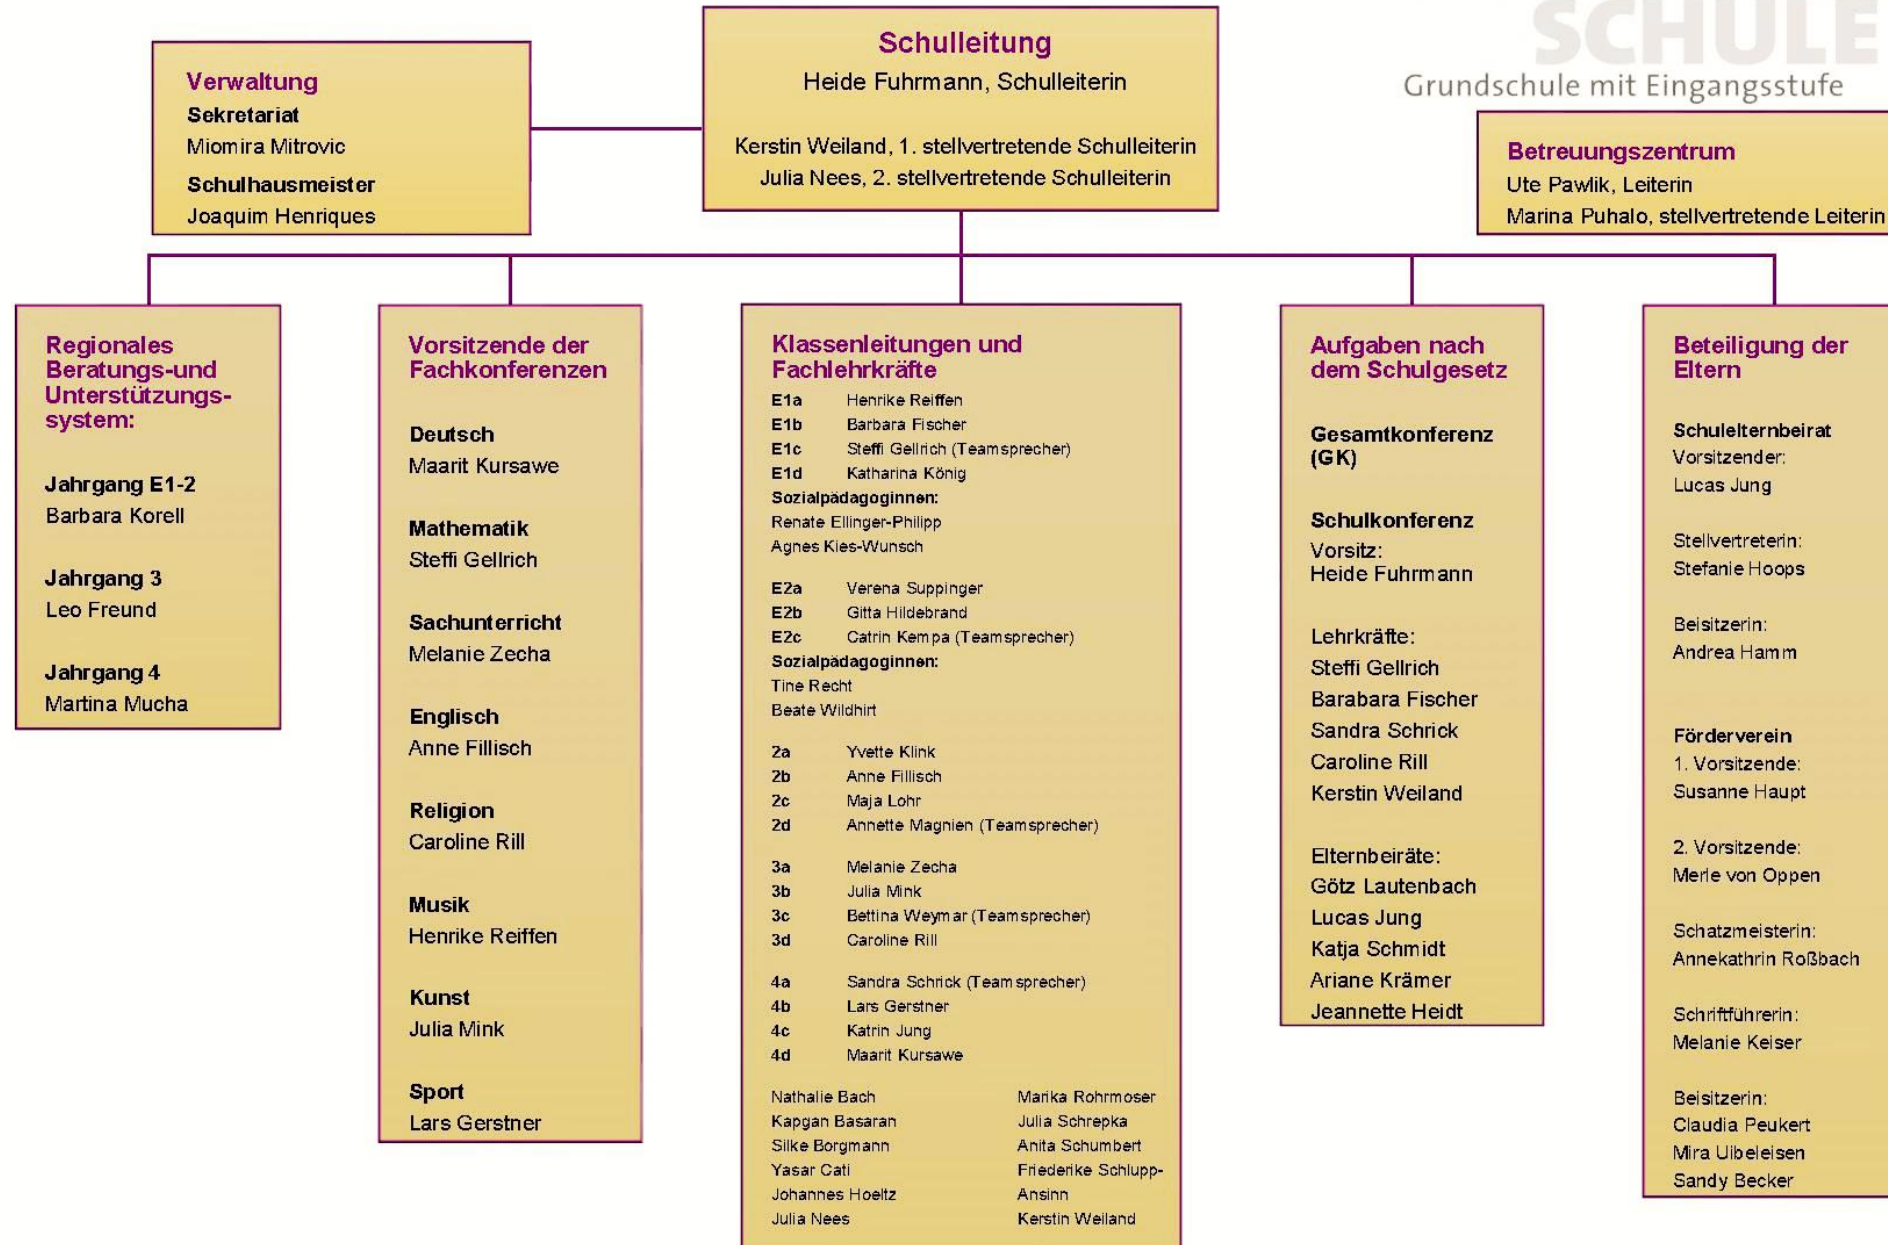 SCHULE
Grundschule mit Eingangsstufe
Verwaltung
Sekretariat
Miomira Mitrovic
Schulhausmeister
Joaquim Henriques
Schulleitung
Heide Fuhrmann, Schulleiterin
Kerstin Weiland, 1. stellvertretende Schulleiterin
Julia Nees, 2. stellvertretende Schulleiterin
Betreuungszentrum
Ute Pawlik, Leiterin
Marina Puhalo, stellvertretende Leiterin
Regionales
Beratungs-und
Unterstützungs-
system:
Jahrgang E1-2
Barbara Korell
Jahrgang 3
Leo Freund
Jahrgang 4
Martina Mucha
Vorsitzende der
Fachkonferenzen
Deutsch
Maarit Kursawe
Mathematik
Steffi Gellrich
Sachunterricht
Melanie Zecha
Englisch
Anne Fillisch
Religion
Caroline Rill
Musik
Henrike Reiffen
Kunst
Julia Mink
Sport
Lars Gerstner
Klassenleitungen und
Fachlehrkräfte
E1a Henrike Reiffen
E1b Barbara Fischer
E1c Steffi Gellrich (Teamsprecher)
E1d Katharina König
Sozialpädagoginnen:
Renate Ellinger-Philipp
Agnes Kies-Wunsch
E2a Verena Suppinger
E2b Gitta Hildebrand
E2c Catrin Kempa (Teamsprecher)
Sozialpädagoginnen:
Tine Recht
Beate Wildhirt
2a Yvette Klink
2b Anne Fillisch
2c Maja Lohr
2d Annette Magnien (Teamsprecher)
3a Melanie Zecha
3b Julia Mink
3c Bettina Weymar (Teamsprecher)
3d Caroline Rill
4a Sandra Schrick (Teamsprecher)
4b Lars Gerstner
4c Katrin Jung
4d Maarit Kursawe
Nathalie Bach
Kapgan Basaran
Silke Borgmann
Yasar Cati
Johannes Hoeltz
Julia Nees
Marika Rohrmoser
Julia Schrepka
Anita Schumbert
Friederike Schlupp-
Ansinn
Kerstin Weiland
Aufgaben nach
dem Schulgesetz
Gesamtkonferenz
(GK)
Schulkonferenz
Vorsitz:
Heide Fuhrmann
Lehrkräfte:
Steffi Gellrich
Barabara Fischer
Sandra Schrick
Caroline Rill
Kerstin Weiland
Elternbeiräte:
Götz Lautenbach
Lucas Jung
Katja Schmidt
Ariane Krämer
Jeannette Heidt
Beteiligung der
Eltern
Schulelternbeirat
Vorsitzender:
Lucas Jung
Stellvertreterin:
Stefanie Hoops
Beisitzerin:
Andrea Hamm
Förderverein
1. Vorsitzende:
Susanne Haupt
2. Vorsitzende:
Merle von Oppen
Schatzmeisterin:
Annekathrin Roßbach
Schriftführerin:
Melanie Keiser
Beisitzerin:
Claudia Peukert
Mira Uibeleisen
Sandy Becker